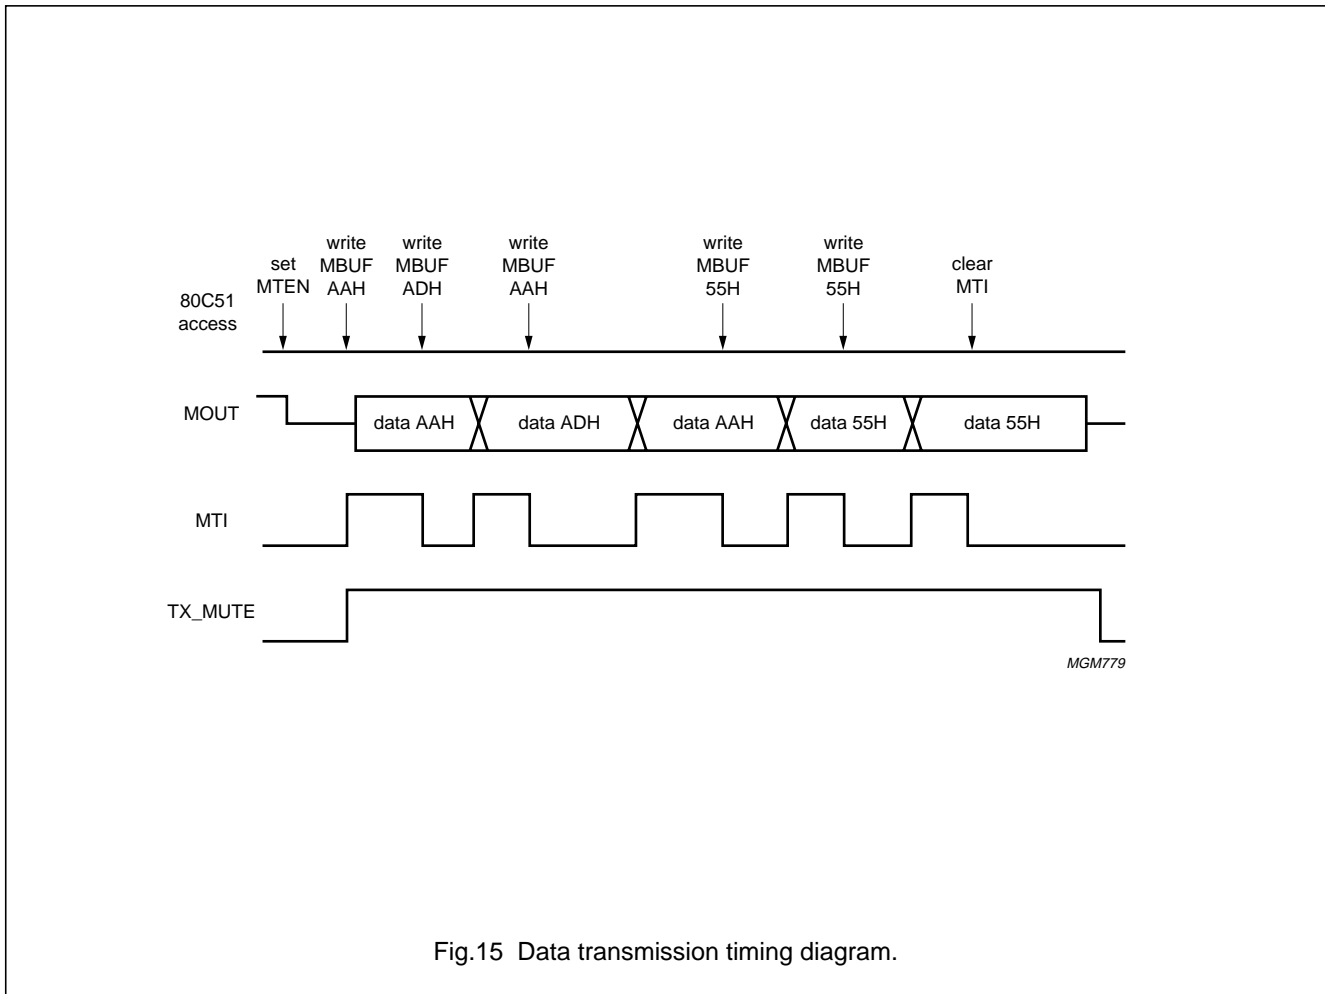 80C51
access
set
MTEN
write
MBUF
AAH
write
MBUF
ADH
write
MBUF
AAH
write
MBUF
55H
write
MBUF
55H
clear
MTI
MOUT
data AAH
data ADH
data AAH
data 55H
data 55H
MTI
TX_MUTE
MGM779
Fig.15 Data transmission timing diagram.